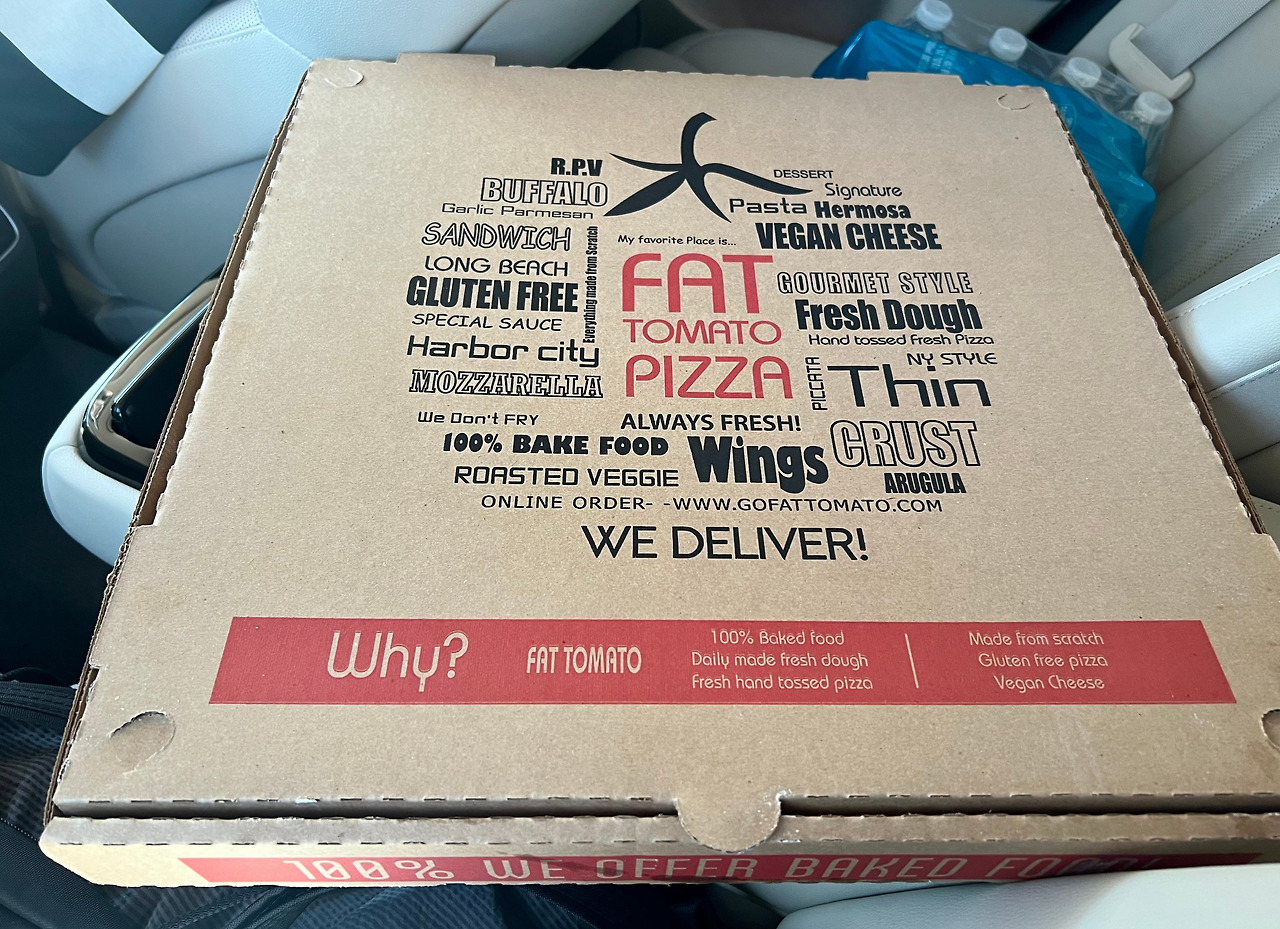 R.P.V
BUFFALO
Garlic Parmesan
SANDWICH
LONG BEACH
GLUTEN FREE
SPECIAL SAUCE
Harbor city
MOZZARELLA
Everything made from Scratch
We Don't FRY
100% BAKE FOOD
ROASTED VEGGIE
My favorite Place is...
FAT
TOMATO
PIZZA
ALWAYS FRESH!
Wings
DESSERT
Signature
Pasta Hermosa
VEGAN CHEESE
GOURMET STYLE
Fresh Dough
Hand tossed Fresh Pizza
NY STYLE
PICCATA
Thin
CRUST
ARUGULA
ONLINE ORDER- -WWW.GOFATTOMATO.COM
WE DELIVER!
Why?
FAT TOMATO
100% Baked food
Daily made fresh dough
Fresh hand tossed pizza
Made from scratch
Gluten free pizza
Vegan Cheese
100% WE OFFER BAKED FOOD!